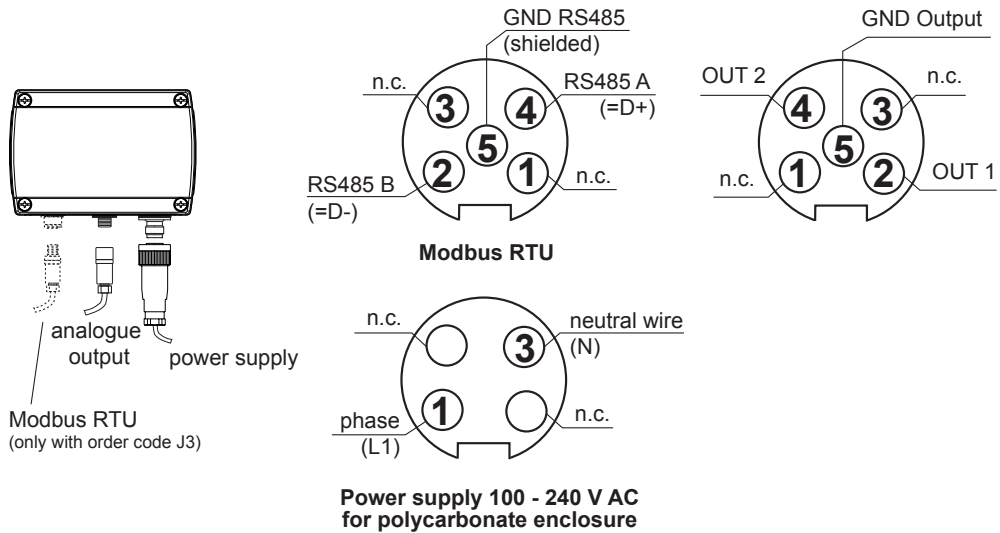 GND RS485
(shielded)
n.c.
RS485 A
(=D+)
3
4
5
2
1
RS485 B
(=D-)
n.c.
Modbus RTU
GND Output
OUT 2
n.c.
4
3
5
1
2
n.c.
OUT 1
analogue
output
power supply
Modbus RTU
(only with order code J3)
n.c.
neutral wire
(N)
3
1
phase
(L1)
n.c.
Power supply 100 - 240 V AC
for polycarbonate enclosure